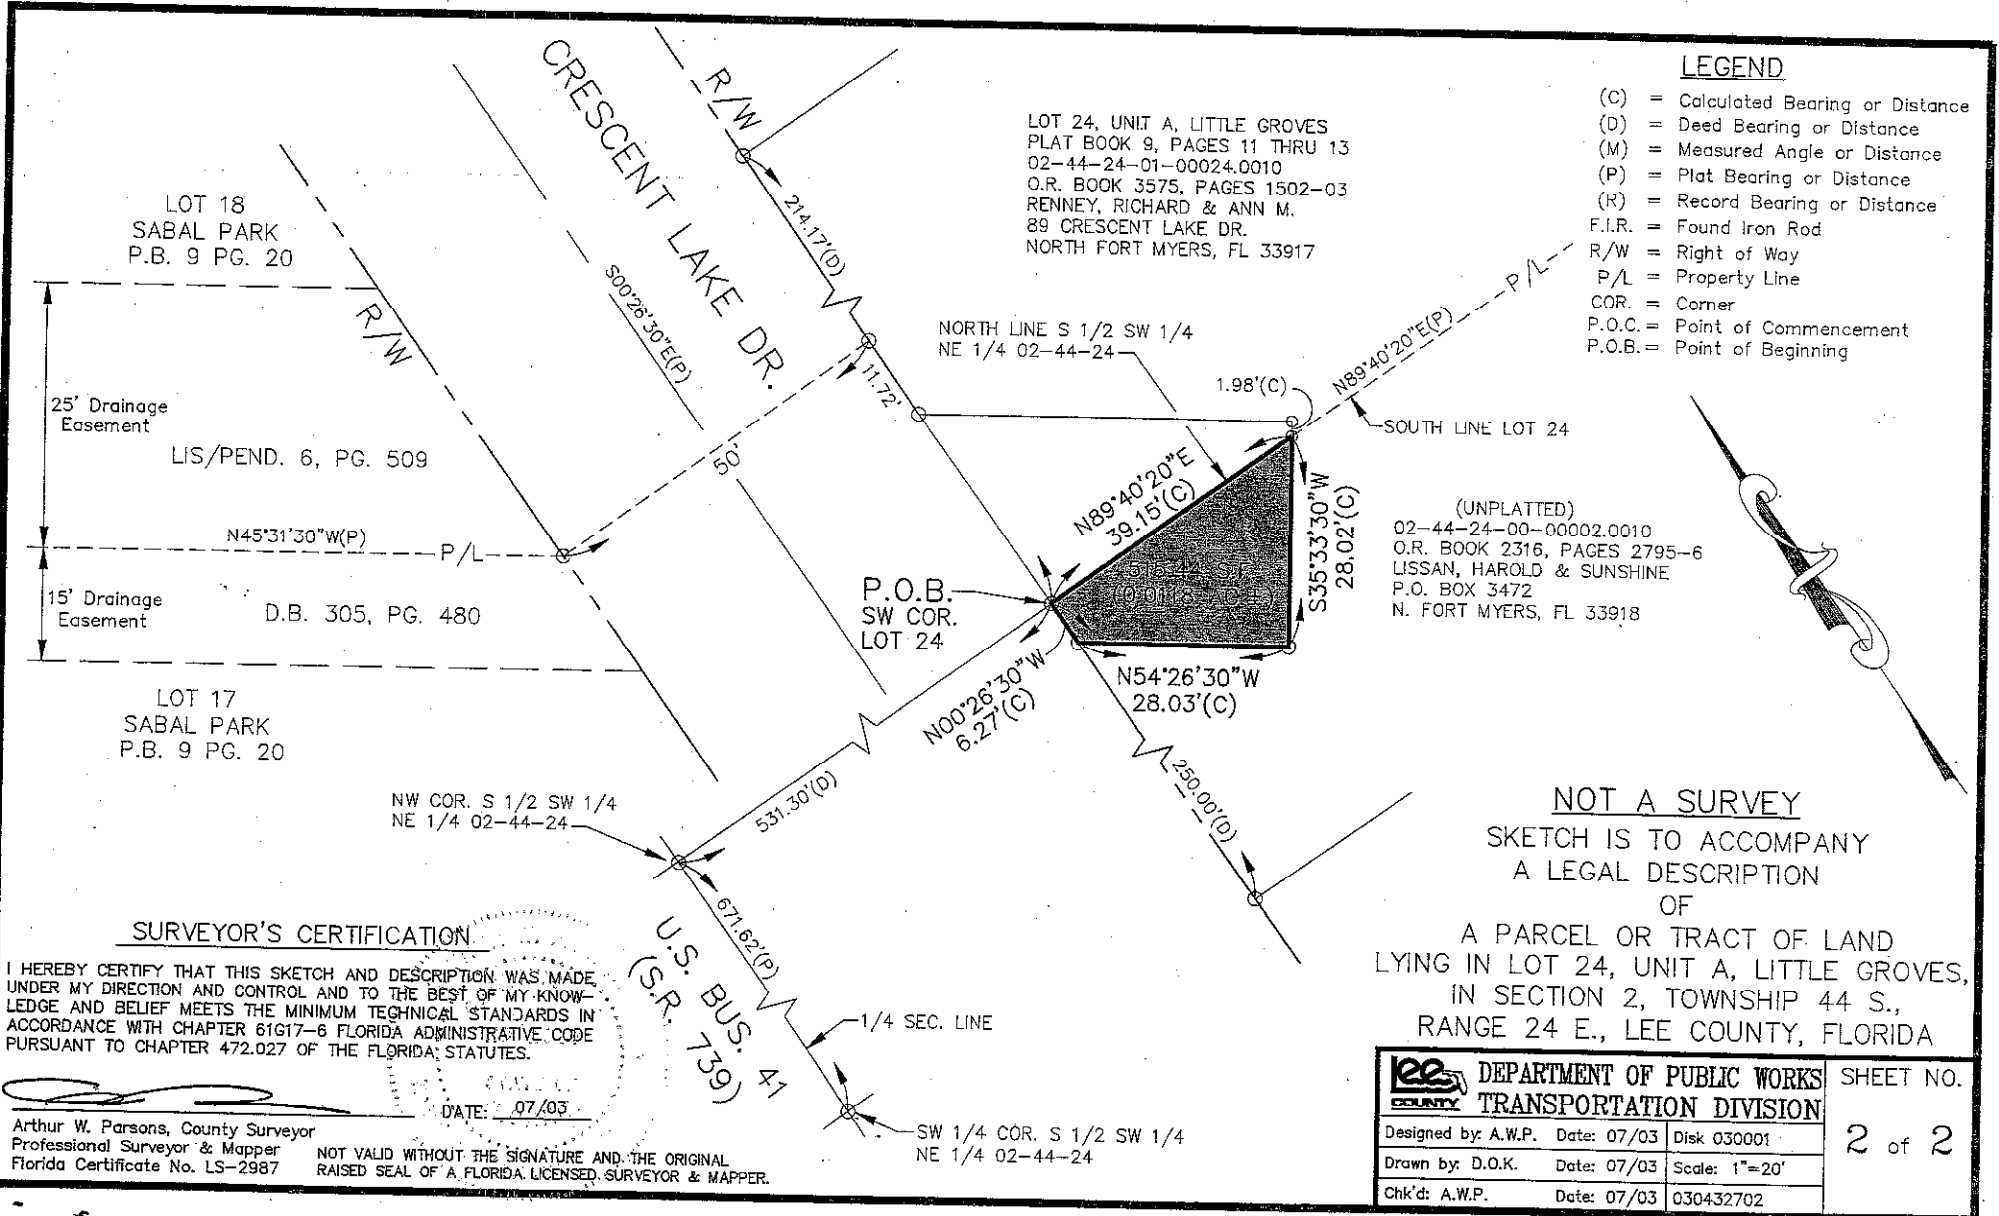 LEGEND
(C) = Calculated Bearing or Distance
(D) = Deed Bearing or Distance
(M) = Measured Angle or Distance
(P) = Plat Bearing or Distance
(R) = Record Bearing or Distance
F.I.R. = Found Iron Rod
R/W = Right of Way
P/L = Property Line
COR. = Corner
P.O.C. = Point of Commencement
P.O.B. = Point of Beginning
CRESCENT LAKE DR.
R/W
214.17'(D)
LOT 24, UNIT A, LITTLE GROVES
PLAT BOOK 9, PAGES 11 THRU 13
02-44-24-01-00024.0010
O.R. BOOK 3575, PAGES 1502-03
RENNEY, RICHARD & ANN M.
89 CRESCENT LAKE DR.
NORTH FORT MYERS, FL 33917
LOT 18
SABAL PARK
P.B. 9 PG. 20
R/W
S00°26'30"E(P)
11.72'
50'
NORTH LINE S 1/2 SW 1/4
NE 1/4 02-44-24
1.98'(C)
N89°40'20"E(P)
P/L
SOUTH LINE LOT 24
25' Drainage
Easement
LIS/PEND. 6, PG. 509
N45°31'30"W(P)
P/L
15' Drainage
Easement
D.B. 305, PG. 480
N89°40'20"E
39.15'(C)
S35°33'30"W
28.02'(C)
(UNPLATTED)
02-44-24-00-00002.0010
O.R. BOOK 2316, PAGES 2795-6
LISSAN, HAROLD & SUNSHINE
P.O. BOX 3472
N. FORT MYERS, FL 33918
P.O.B.
SW COR.
LOT 24
(0.0118 AC.±)
N00°26'30"W
6.27'(C)
N54°26'30"W
28.03'(C)
LOT 17
SABAL PARK
P.B. 9 PG. 20
NW COR. S 1/2 SW 1/4
NE 1/4 02-44-24
531.30'(D)
250.00'(D)
671.62'(P)
U.S. BUS. 41
(S.R. 739)
1/4 SEC. LINE
SW 1/4 COR. S 1/2 SW 1/4
NE 1/4 02-44-24
NOT A SURVEY
SKETCH IS TO ACCOMPANY
A LEGAL DESCRIPTION
OF
A PARCEL OR TRACT OF LAND
LYING IN LOT 24, UNIT A, LITTLE GROVES,
IN SECTION 2, TOWNSHIP 44 S.,
RANGE 24 E., LEE COUNTY, FLORIDA
SURVEYOR'S CERTIFICATION
I HEREBY CERTIFY THAT THIS SKETCH AND DESCRIPTION WAS MADE
UNDER MY DIRECTION AND CONTROL AND TO THE BEST OF MY KNOW-
LEDGE AND BELIEF MEETS THE MINIMUM TECHNICAL STANDARDS IN
ACCORDANCE WITH CHAPTER 61G17-6 FLORIDA ADMINISTRATIVE CODE
PURSUANT TO CHAPTER 472.027 OF THE FLORIDA STATUTES.
DATE: 07/03
Arthur W. Parsons, County Surveyor
Professional Surveyor & Mapper
Florida Certificate No. LS-2987
NOT VALID WITHOUT THE SIGNATURE AND THE ORIGINAL
RAISED SEAL OF A FLORIDA LICENSED SURVEYOR & MAPPER.
lee
COUNTY
DEPARTMENT OF PUBLIC WORKS
TRANSPORTATION DIVISION
SHEET NO.
2 of 2
Designed by: A.W.P. Date: 07/03 Disk 030001
Drawn by: D.O.K. Date: 07/03 Scale: 1"=20'
Chk'd: A.W.P. Date: 07/03 030432702